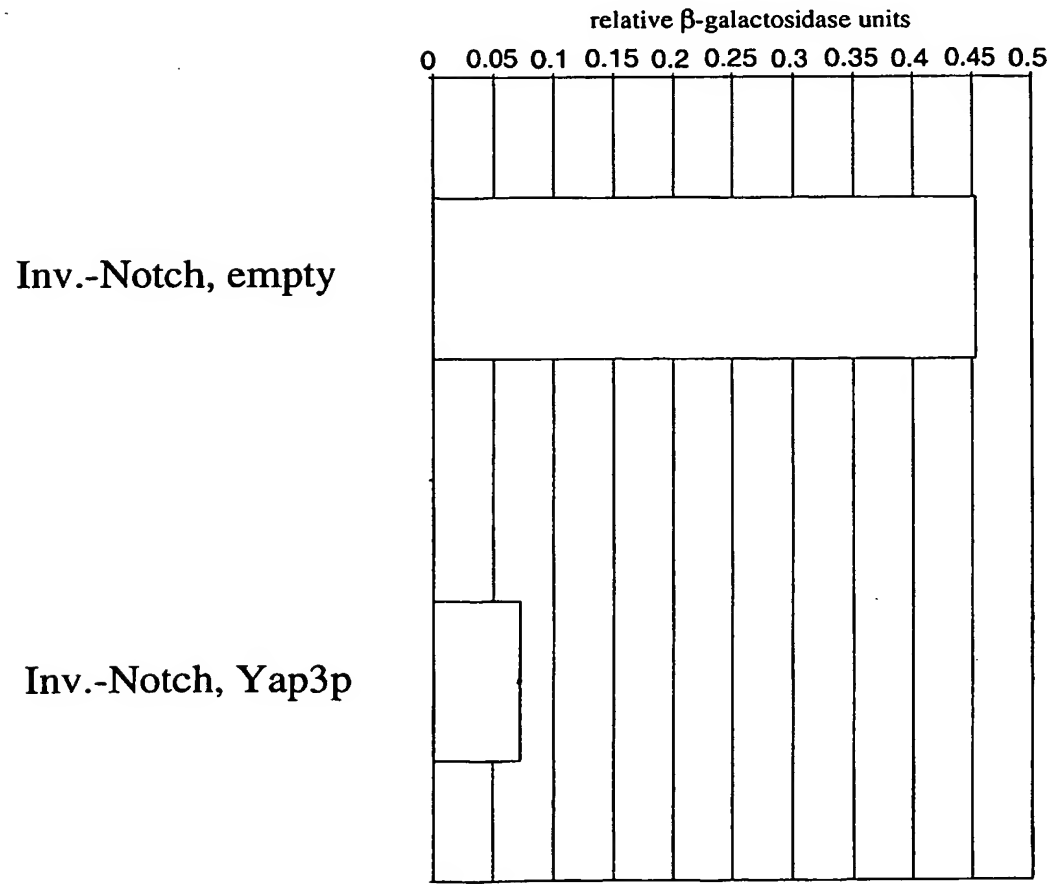 relative β-galactosidase units
0 0.05 0.1 0.15 0.2 0.25 0.3 0.35 0.4 0.45 0.5
Inv.-Notch, empty
Inv.-Notch, Yap3p